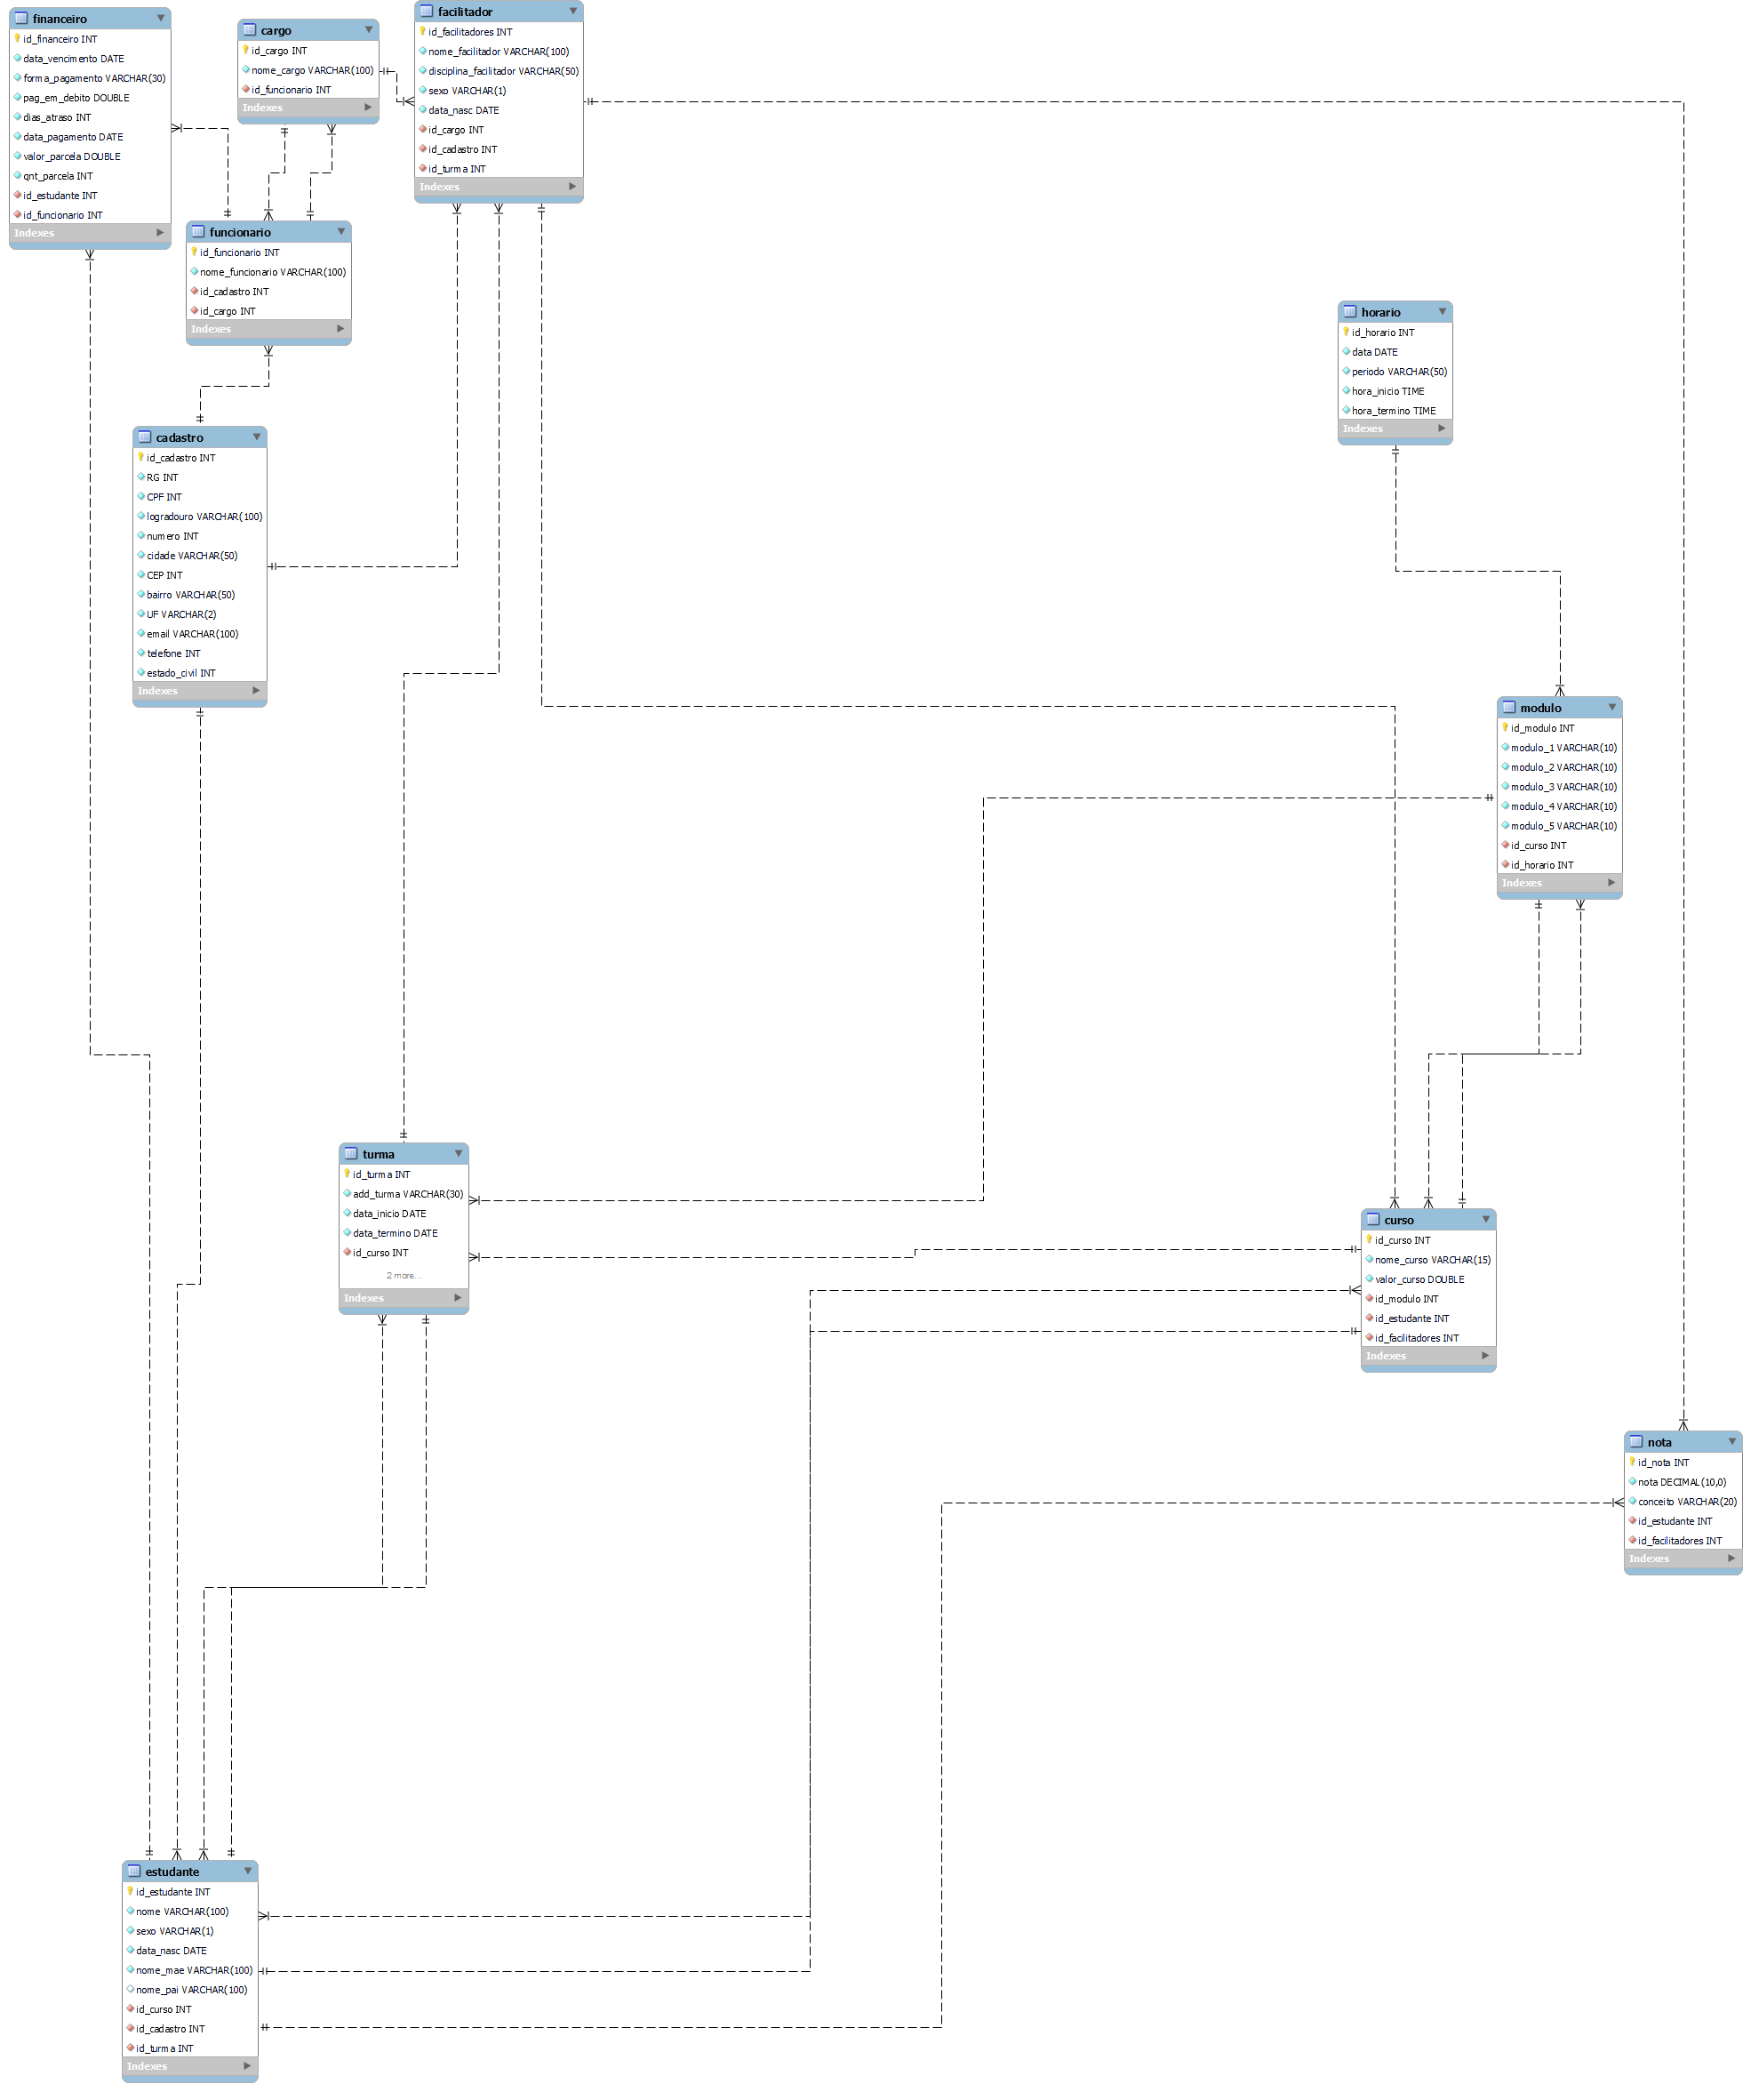 financeiro
id_financeiro INT
data_vencimento DATE
forma_pagamento VARCHAR(30)
pag_em_debito DOUBLE
dias_atraso INT
data_pagamento DATE
valor_parcela DOUBLE
qnt_parcela INT
id_estudante INT
id_funcionario INT
Indexes
cargo
id_cargo INT
nome_cargo VARCHAR(100)
id_funcionario INT
Indexes
facilitador
id_facilitadores INT
nome_facilitador VARCHAR(100)
disciplina_facilitador VARCHAR(50)
sexo VARCHAR(1)
data_nasc DATE
id_cargo INT
id_cadastro INT
id_turma INT
Indexes
funcionario
id_funcionario INT
nome_funcionario VARCHAR(100)
id_cadastro INT
id_cargo INT
Indexes
horario
id_horario INT
data DATE
periodo VARCHAR(50)
hora_inicio TIME
hora_termino TIME
Indexes
cadastro
id_cadastro INT
RG INT
CPF INT
logradouro VARCHAR(100)
numero INT
cidade VARCHAR(50)
CEP INT
bairro VARCHAR(50)
UF VARCHAR(2)
email VARCHAR(100)
telefone INT
estado_civil INT
Indexes
modulo
id_modulo INT
modulo_1 VARCHAR(10)
modulo_2 VARCHAR(10)
modulo_3 VARCHAR(10)
modulo_4 VARCHAR(10)
modulo_5 VARCHAR(10)
id_curso INT
id_horario INT
Indexes
turma
id_turma INT
add_turma VARCHAR(30)
data_inicio DATE
data_termino DATE
id_curso INT
2 more...
Indexes
curso
id_curso INT
nome_curso VARCHAR(15)
valor_curso DOUBLE
id_modulo INT
id_estudante INT
id_facilitadores INT
Indexes
nota
id_nota INT
nota DECIMAL(10,0)
conceito VARCHAR(20)
id_estudante INT
id_facilitadores INT
Indexes
estudante
id_estudante INT
nome VARCHAR(100)
sexo VARCHAR(1)
data_nasc DATE
nome_mae VARCHAR(100)
nome_pai VARCHAR(100)
id_curso INT
id_cadastro INT
id_turma INT
Indexes